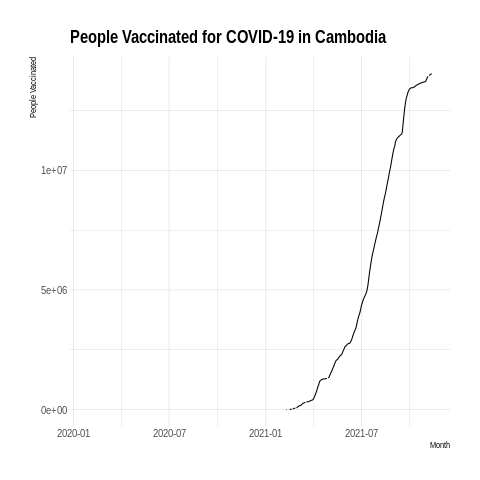 People Vaccinated for COVID-19 in Cambodia
People Vaccinated
1e+07
5e+06
0e+00
2020-01 2020-07 2021-01 2021-07
Month